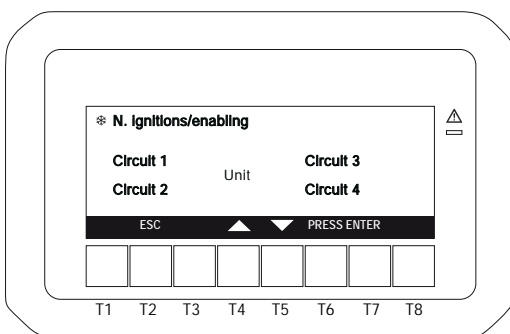 N. ignitions/enabling
Circuit 1
Circuit 3
Unit
Circuit 2
Circuit 4
ESC
PRESS ENTER
T1 T2 T3 T4 T5 T6 T7 T8